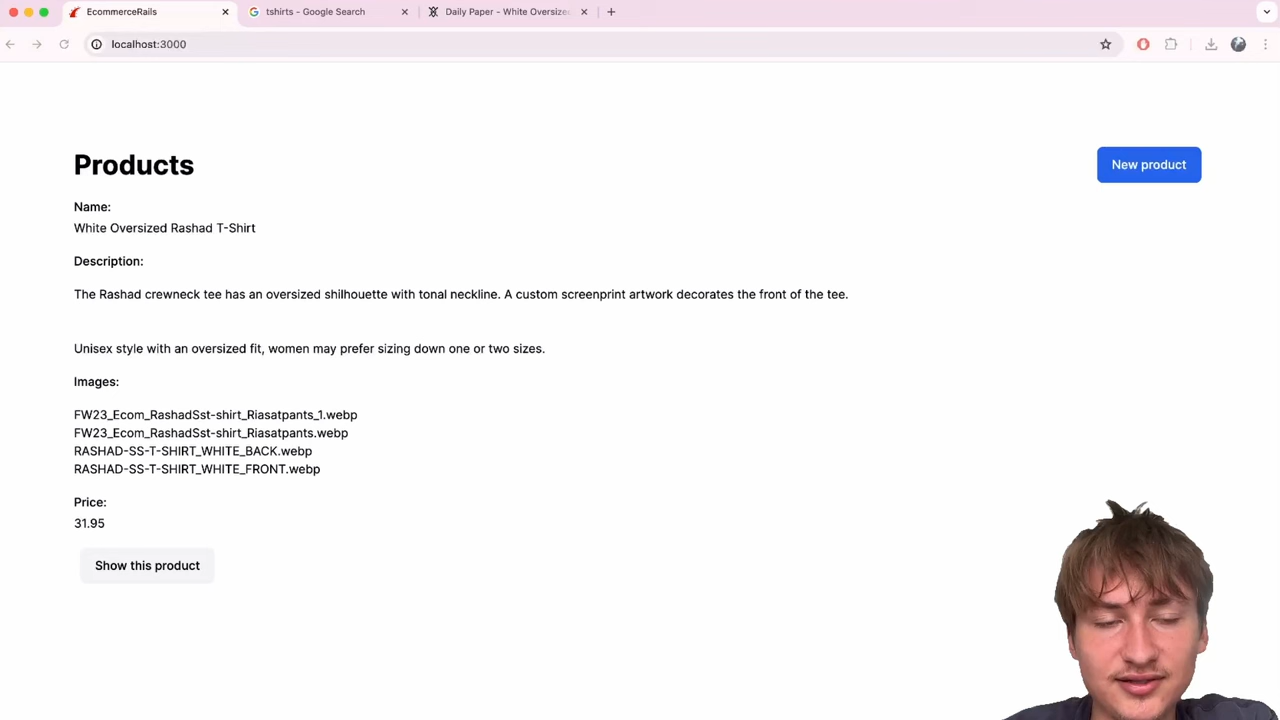 EcommerceRails
tshirts - Google Search
Daily Paper - White Oversized
localhost:3000
Products
New product
Name:
White Oversized Rashad T-Shirt
Description:
The Rashad crewneck tee has an oversized shilhouette with tonal neckline. A custom screenprint artwork decorates the front of the tee.
Unisex style with an oversized fit, women may prefer sizing down one or two sizes.
Images:
FW23_Ecom_RashadSst-shirt_Riasatpants_1.webp
FW23_Ecom_RashadSst-shirt_Riasatpants.webp
RASHAD-SS-T-SHIRT_WHITE_BACK.webp
RASHAD-SS-T-SHIRT_WHITE_FRONT.webp
Price:
31.95
Show this product